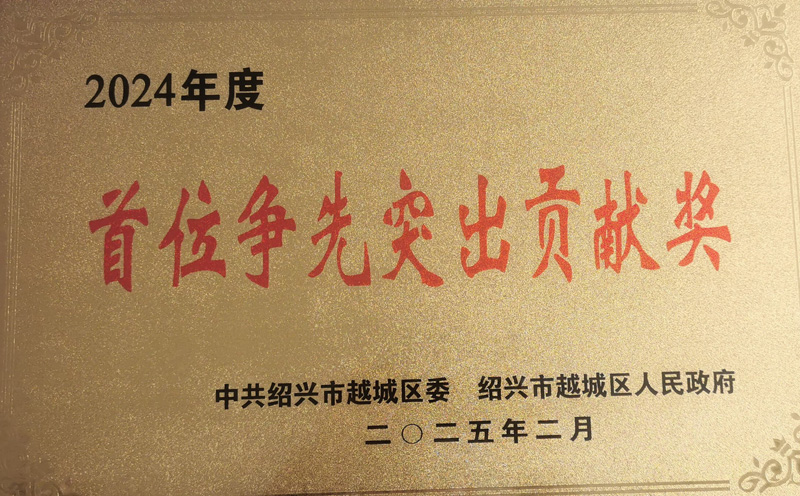 2024年度
首位争先突出贡献奖
中共绍兴市越城区委 绍兴市越城区人民政府
二〇二五年二月